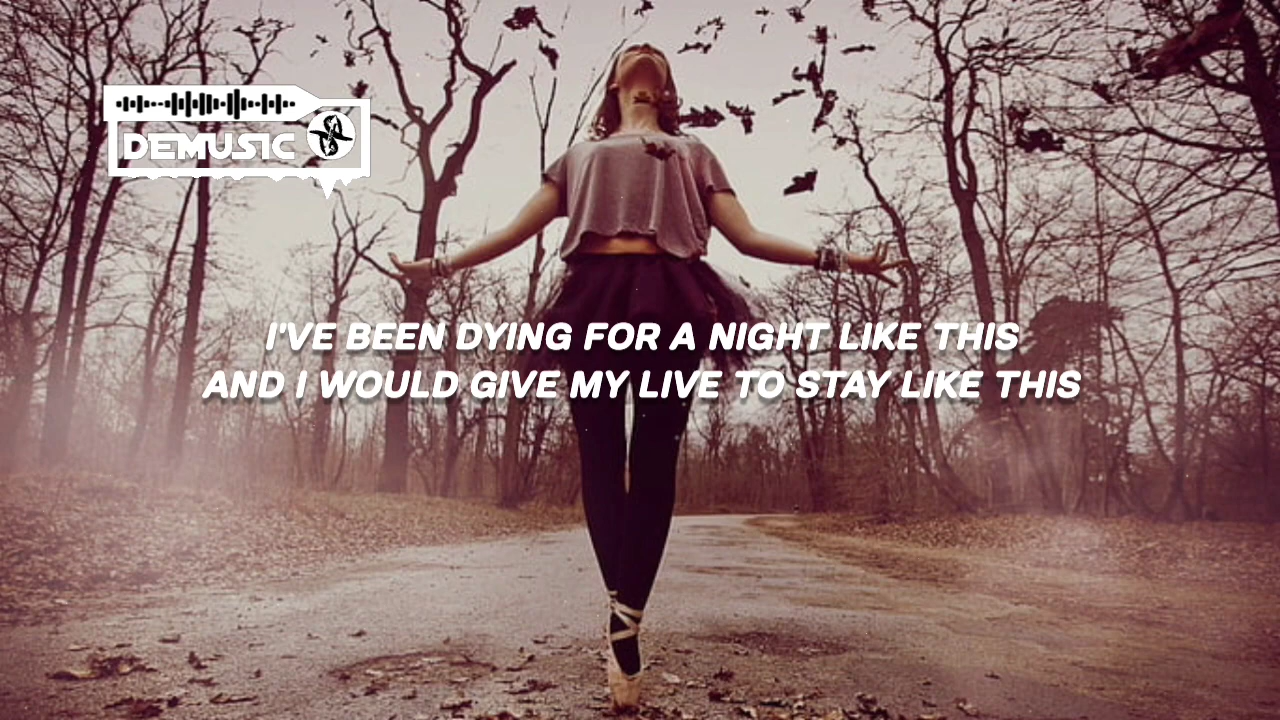 DEMUSIC
I'VE BEEN DYING FOR A NIGHT LIKE THIS
AND I WOULD GIVE MY LIVE TO STAY LIKE THIS